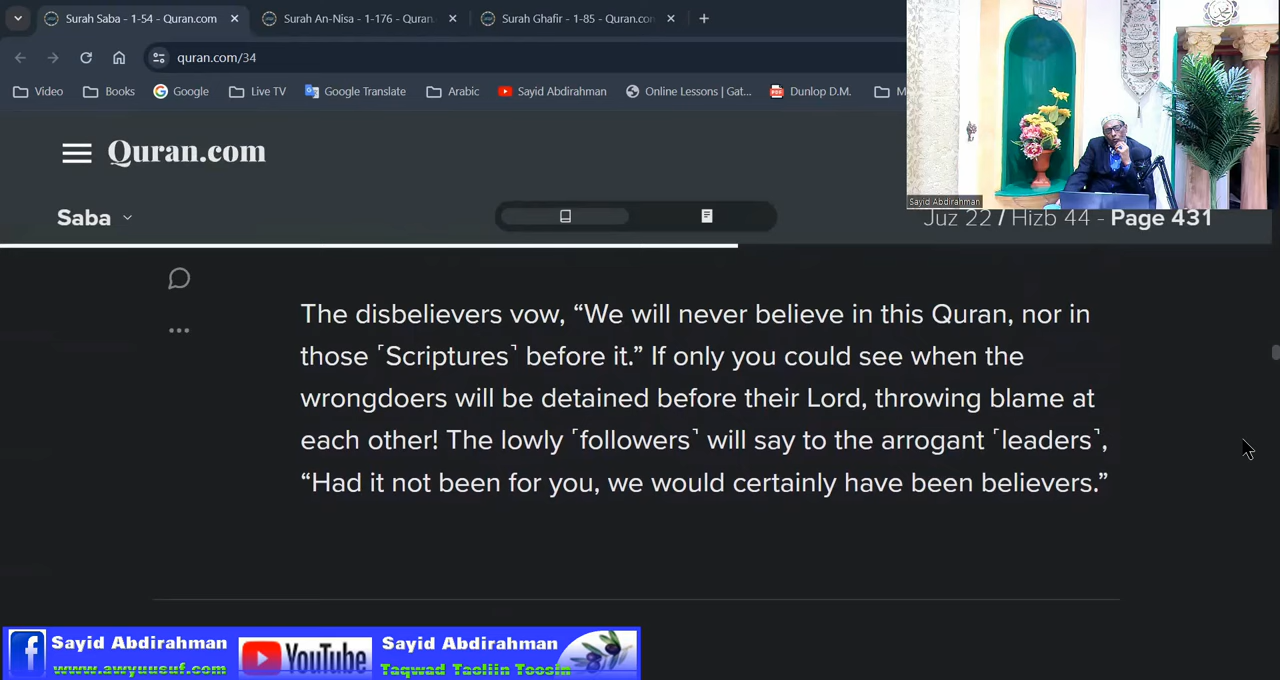 Surah Saba - 1-54 - Quran.com
Surah An-Nisa - 1-176 - Quran.
Surah Ghafir - 1-85 - Quran.com
quran.com/34
Video
Books
Google
Live TV
Google Translate
Arabic
Sayid Abdirahman
Online Lessons | Gat...
PDF
Dunlop D.M.
Quran.com
Sayid Abdirahman
Saba
Juz 22 / Hizb 44 - Page 431
The disbelievers vow, “We will never believe in this Quran, nor in
those ˹Scriptures˺ before it.” If only you could see when the
wrongdoers will be detained before their Lord, throwing blame at
each other! The lowly ˹followers˺ will say to the arrogant ˹leaders˺,
“Had it not been for you, we would certainly have been believers.”
Sayid Abdirahman
www.awyuusuf.com
YouTube
Sayid Abdirahman
Taqwad Taoliin Toosin